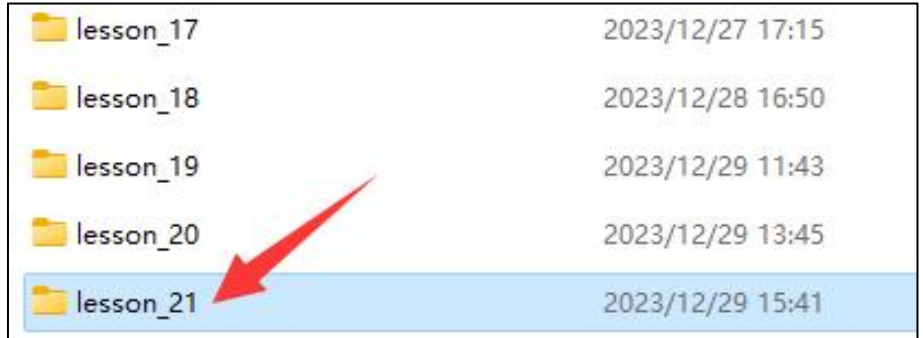 lesson_17 2023/12/27 17:15
lesson_18 2023/12/28 16:50
lesson_19 2023/12/29 11:43
lesson_20 2023/12/29 13:45
lesson_21 2023/12/29 15:41